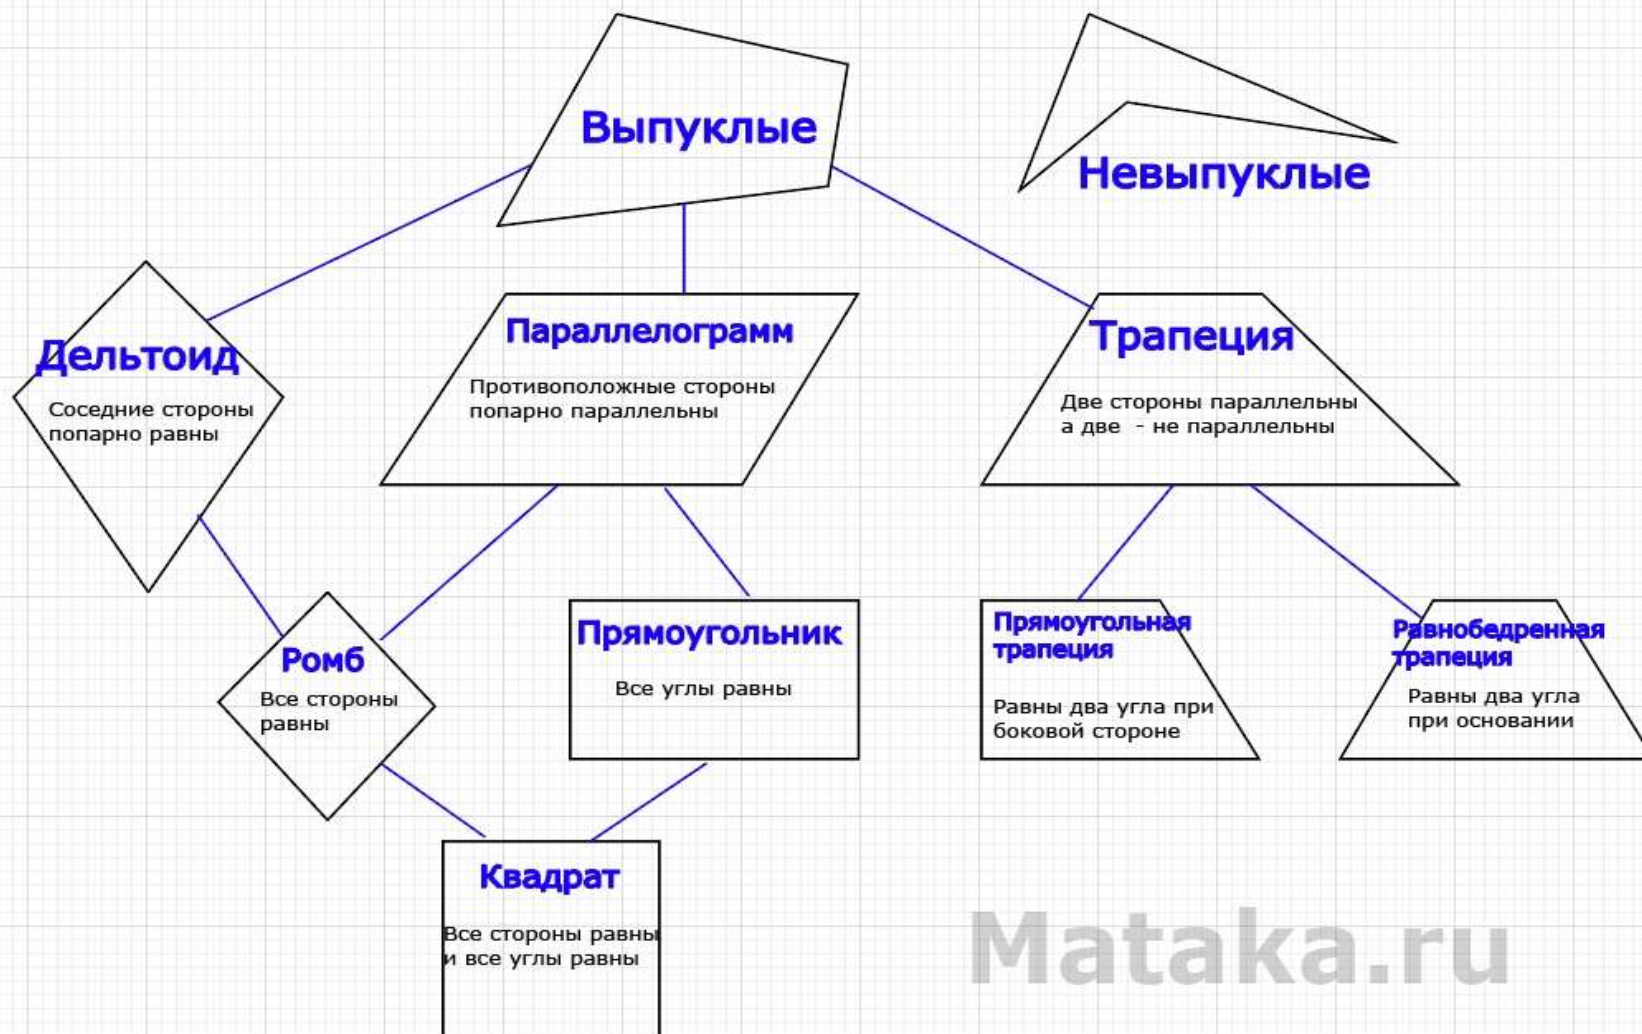 Выпуклые
Невыпуклые
Дельтоид
Соседние стороны
попарно равны
Параллелограмм
Противоположные стороны
попарно параллельны
Трапеция
Две стороны параллельны
а две - не параллельны
Ромб
Все стороны
равны
Прямоугольник
Все углы равны
Прямоугольная
трапеция
Равны два угла при
боковой стороне
Равнобедренная
трапеция
Равны два угла
при основании
Квадрат
Все стороны равны
и все углы равны
Mataka.ru